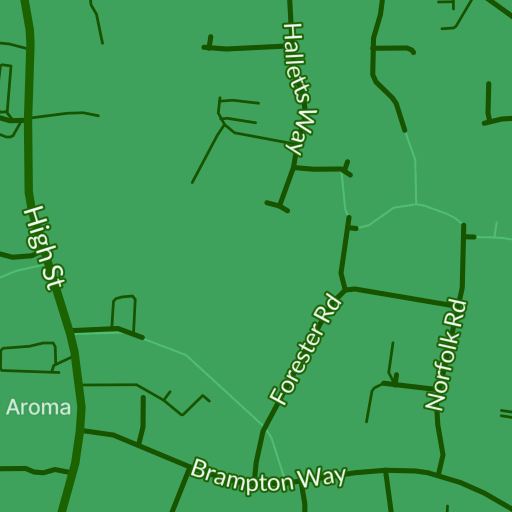 Halletts Way
High St
Forester Rd
Norfolk Rd
Aroma
Brampton Way